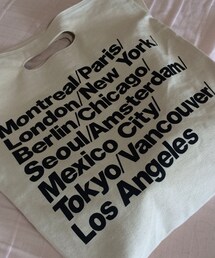 Montreal/Paris/
London/New York/
Berlin/Chicago/
Seoul/Amsterdam/
Mexico City/
Tokyo/Vancouver/
Los Angeles